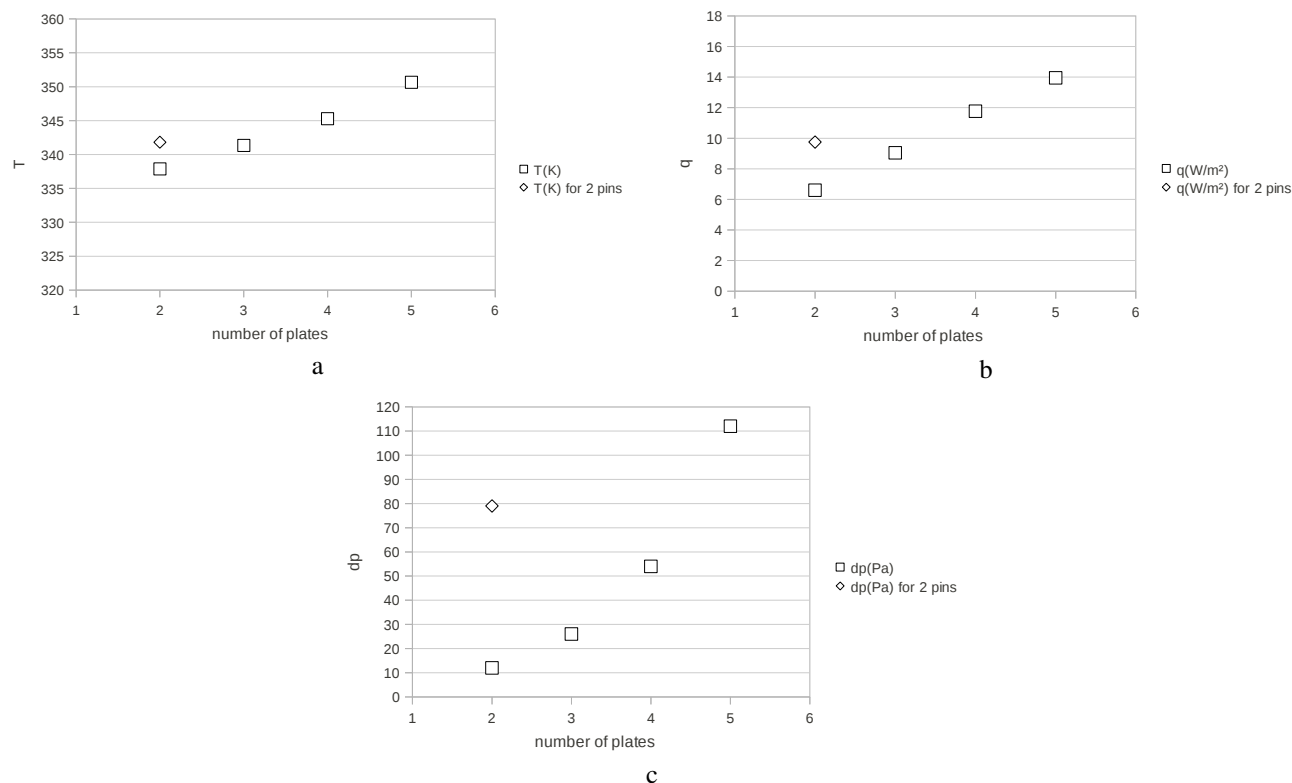 360
355
350
345
340
335
330
325
320
T
1 2 3 4 5 6
number of plates
T(K)
T(K) for 2 pins
a
18
16
14
12
10
8
6
4
2
0
q
1 2 3 4 5 6
number of plates
q(W/m²)
q(W/m²) for 2 pins
b
120
110
100
90
80
70
60
50
40
30
20
10
0
dp
1 2 3 4 5 6
number of plates
dp(Pa)
dp(Pa) for 2 pins
c